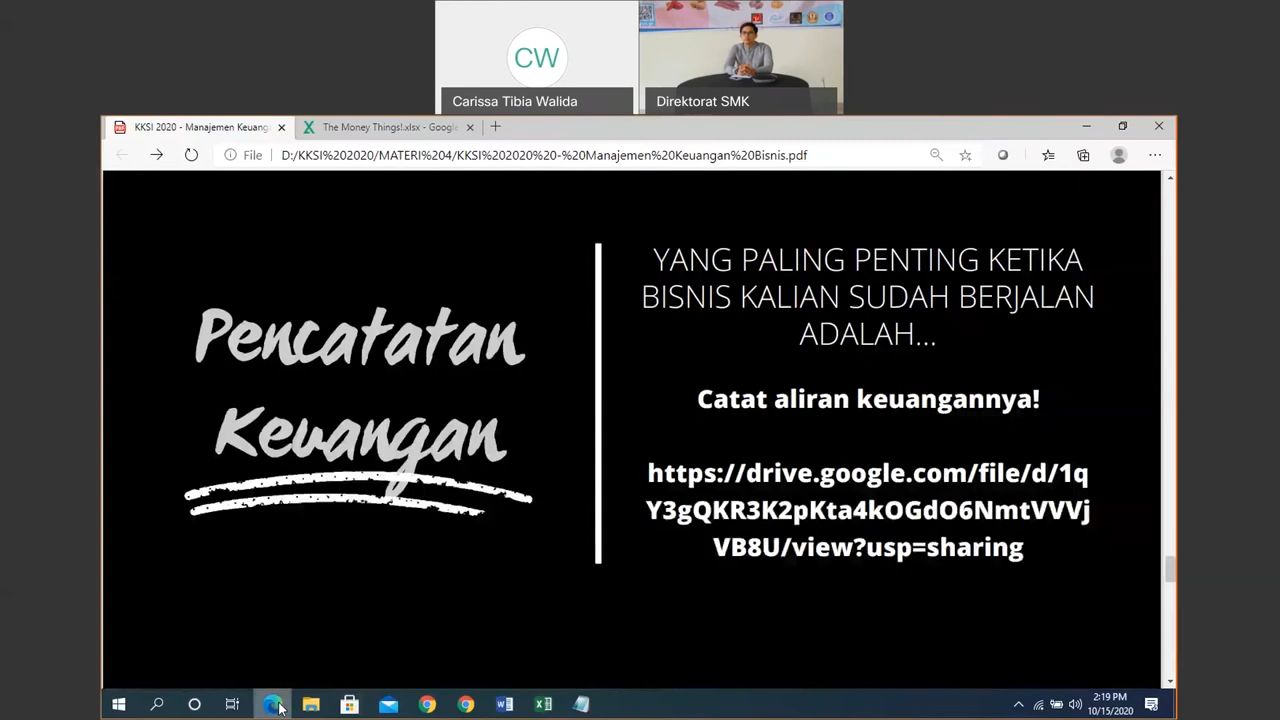 CW
Carissa Tibia Walida
Direktorat SMK
KKSI 2020 - Manajemen Keuang
The Money Things!.xlsx - Google
File
D:/KKSI%202020/MATERI%204/KKSI%202020%20-%20Manajemen%20Keuangan%20Bisnis.pdf
Pencatatan
Keuangan
YANG PALING PENTING KETIKA
BISNIS KALIAN SUDAH BERJALAN
ADALAH...
Catat aliran keuangannya!
https://drive.google.com/file/d/1q
Y3gQKR3K2pKta4kOGdO6NmtVVVj
VB8U/view?usp=sharing
2:19 PM
10/15/2020